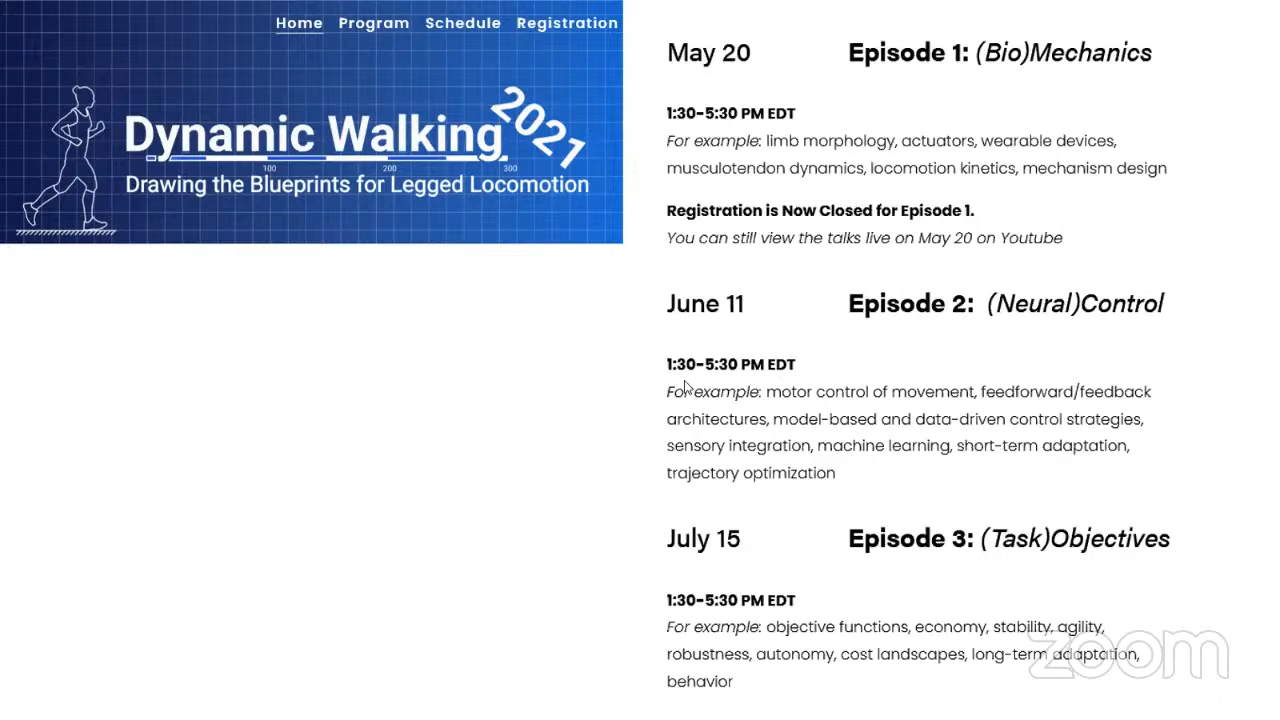 Home Program Schedule Registration
Dynamic Walking 2021
100 200 300
Drawing the Blueprints for Legged Locomotion
May 20 Episode 1: (Bio)Mechanics
1:30-5:30 PM EDT
For example: limb morphology, actuators, wearable devices,
musculotendon dynamics, locomotion kinetics, mechanism design
Registration is Now Closed for Episode 1.
You can still view the talks live on May 20 on Youtube
June 11 Episode 2: (Neural)Control
1:30-5:30 PM EDT
For example: motor control of movement, feedforward/feedback
architectures, model-based and data-driven control strategies,
sensory integration, machine learning, short-term adaptation,
trajectory optimization
July 15 Episode 3: (Task)Objectives
1:30-5:30 PM EDT
For example: objective functions, economy, stability, agility,
robustness, autonomy, cost landscapes, long-term adaptation,
behavior
zoom